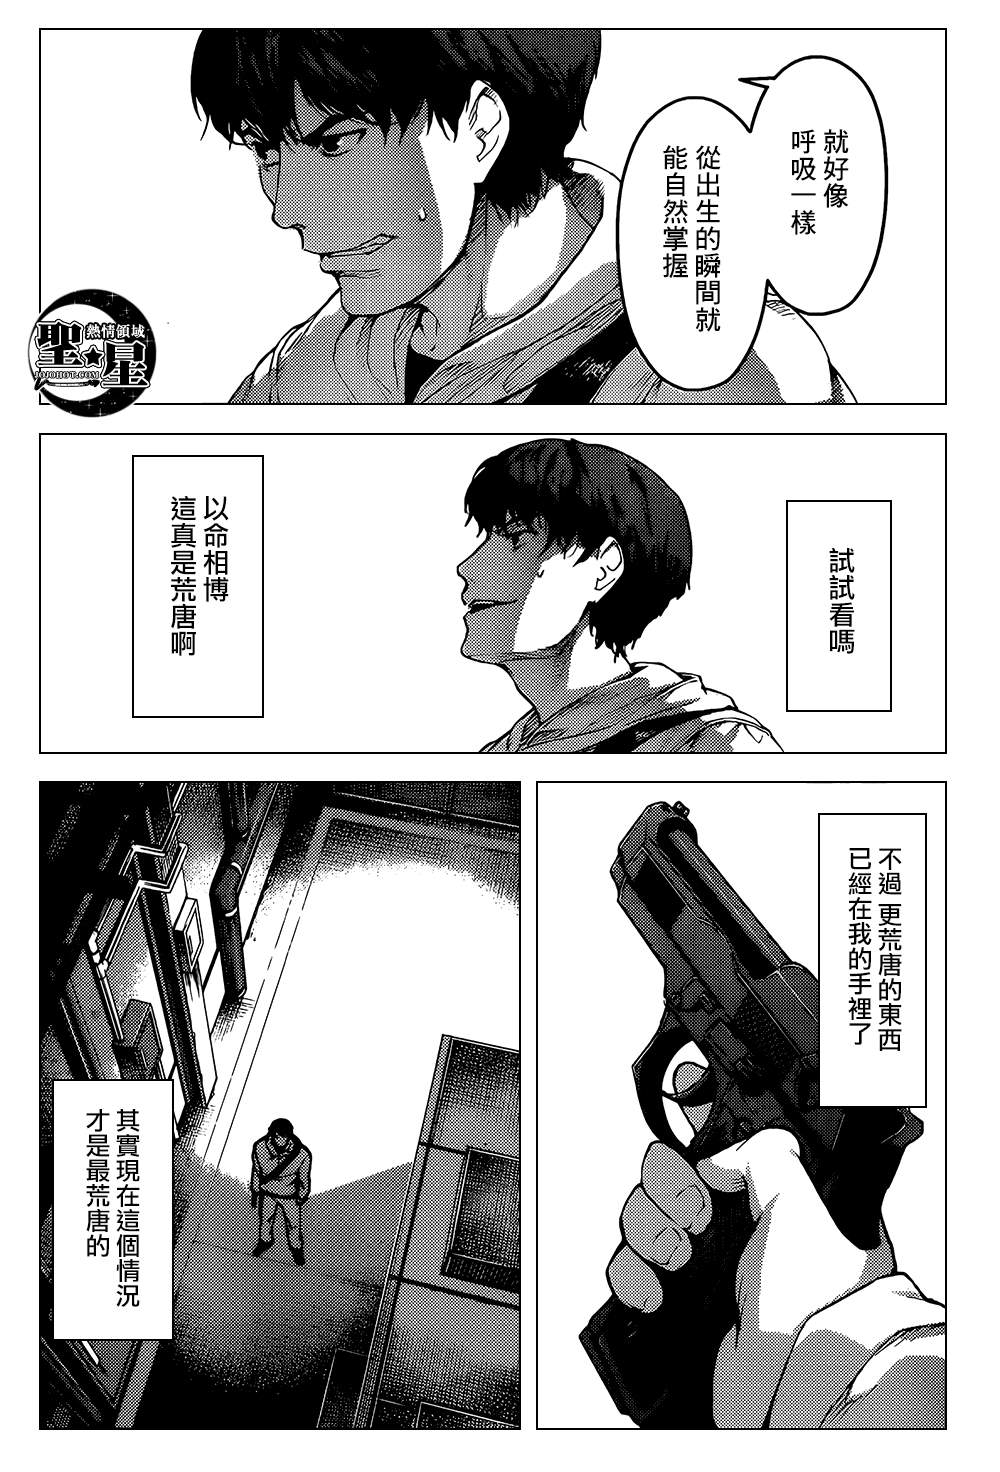 就好像
呼吸一樣
從出生的瞬間就
能自然掌握
熱情領域
聖★星
JOJOHOT.COM
試試看嗎
以命相博
這真是荒唐啊
不過 更荒唐的東西
已經在我的手裡了
其實現在這個情況
才是最荒唐的